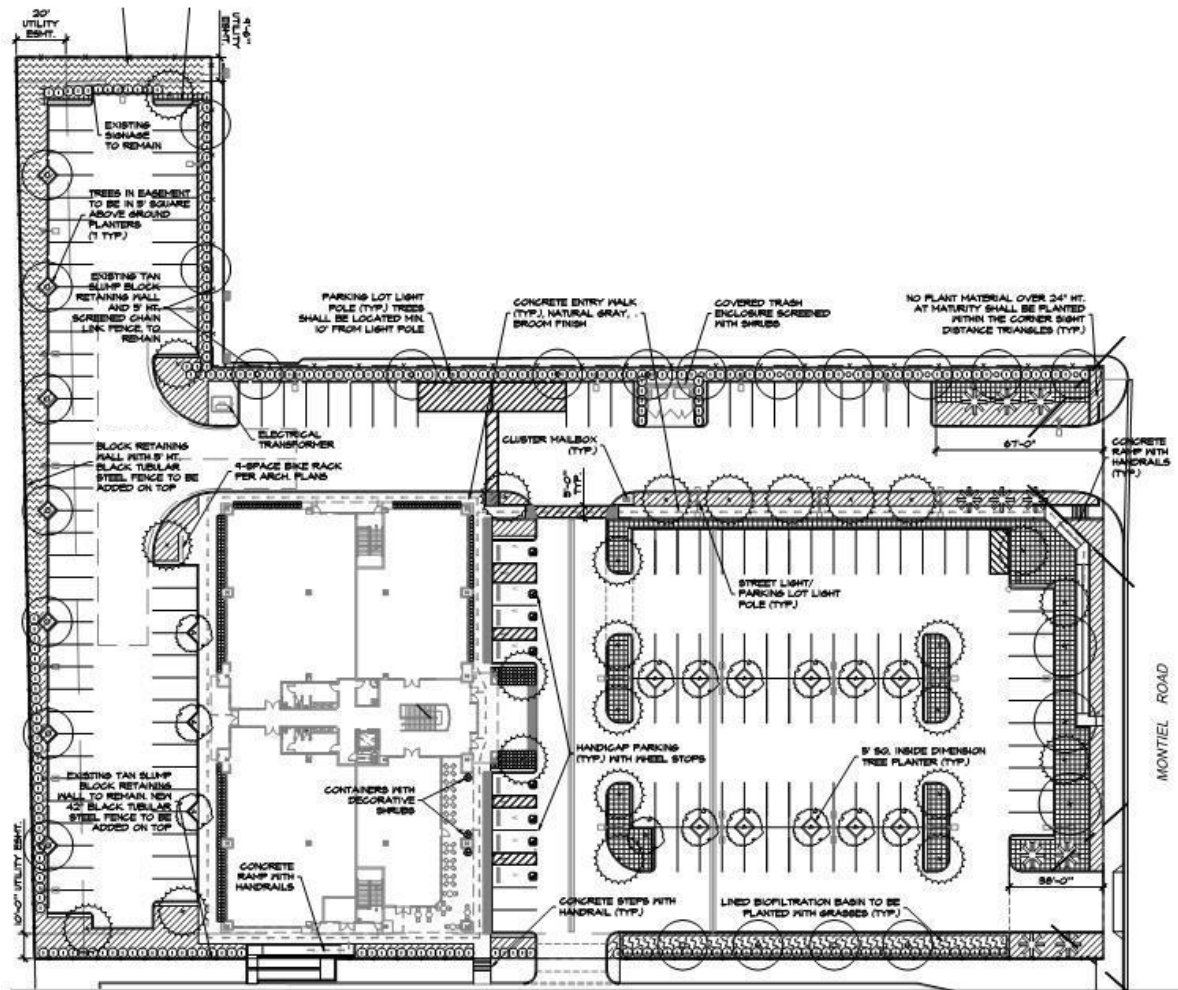 20'
UTILITY
ESMT.
4'-6"
UTILITY
ESMT.
EXISTING
SIGNAGE
TO REMAIN
TREES IN EASEMENT
TO BE IN 5' SQUARE
ABOVE GROUND
PLANTERS
(7 TYP.)
EXISTING TAN
SLUMP BLOCK
RETAINING WALL
AND 5' HT.
SCREENED CHAIN
LINK FENCE, TO
REMAIN
PARKING LOT LIGHT
POLE (TYP.) TREES
SHALL BE LOCATED MIN.
10' FROM LIGHT POLE
CONCRETE ENTRY WALK
(TYP.), NATURAL GRAY,
BROOM FINISH
COVERED TRASH
ENCLOSURE SCREENED
WITH SHRUBS
NO PLANT MATERIAL OVER 24" HT.
AT MATURITY SHALL BE PLANTED
WITHIN THE CORNER SIGHT
DISTANCE TRIANGLES (TYP.)
ELECTRICAL
TRANSFORMER
BLOCK RETAINING
WALL WITH 5' HT.
BLACK TUBULAR
STEEL FENCE TO BE
ADDED ON TOP
4-SPACE BIKE RACK
PER ARCH. PLANS
CLUSTER MAILBOX
(TYP.)
5'-0"
TYP.
67'-0"
CONCRETE
RAMP WITH
HANDRAILS
(TYP.)
STREET LIGHT/
PARKING LOT LIGHT
POLE (TYP.)
MONTIEL ROAD
HANDICAP PARKING
(TYP.) WITH WHEEL STOPS
5' SQ. INSIDE DIMENSION
TREE PLANTER (TYP.)
EXISTING TAN SLUMP
BLOCK RETAINING
WALL TO REMAIN. NEW
42" BLACK TUBULAR
STEEL FENCE TO BE
ADDED ON TOP
CONTAINERS WITH
DECORATIVE
SHRUBS
10'-0" UTILITY ESMT.
CONCRETE
RAMP WITH
HANDRAILS
CONCRETE STEPS WITH
HANDRAIL (TYP.)
LINED BIOFILTRATION BASIN TO BE
PLANTED WITH GRASSES (TYP.)